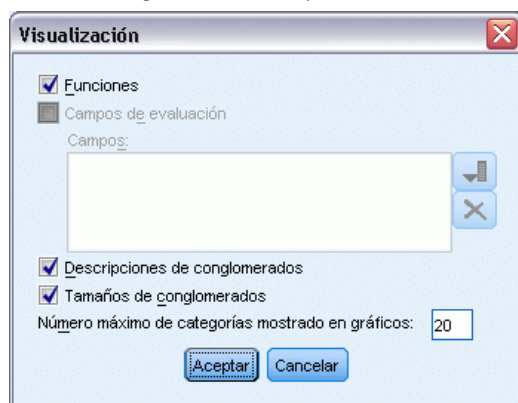 Visualización
Funciones
Campos de evaluación
Campos:
Descripciones de conglomerados
Tamaños de conglomerados
Número máximo de categorías mostrado en gráficos: 20
Aceptar Cancelar